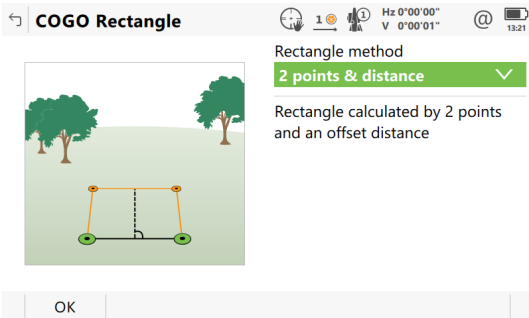 COGO Rectangle
1
1
Hz 0°00'00"
V 0°00'01"
@
13:21
Rectangle method
2 points & distance
Rectangle calculated by 2 points
and an offset distance
OK